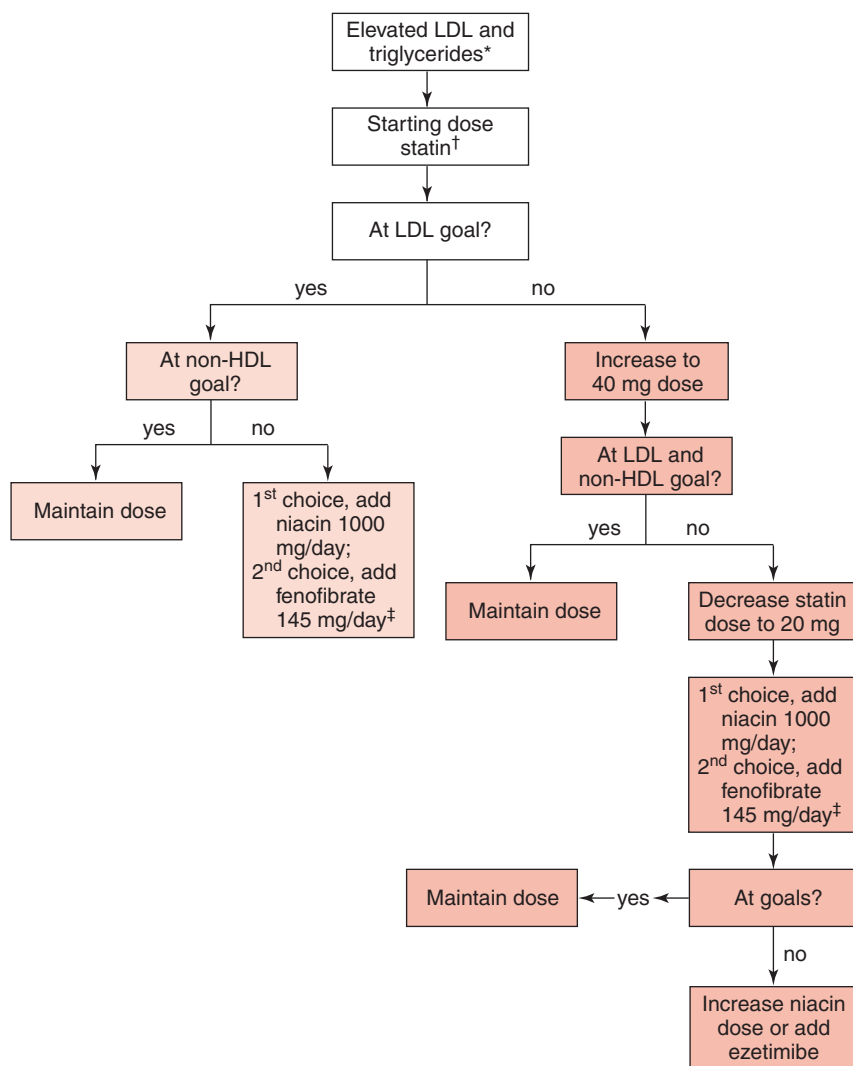 Elevated LDL and
triglycerides*
Starting dose
statin†
At LDL goal?
yes
no
At non-HDL
goal?
Increase to
40 mg dose
yes
no
At LDL and
non-HDL goal?
Maintain dose
1st choice, add
niacin 1000
mg/day;
2nd choice, add
fenofibrate
145 mg/day‡
yes
no
Maintain dose
Decrease statin
dose to 20 mg
1st choice, add
niacin 1000
mg/day;
2nd choice, add
fenofibrate
145 mg/day‡
Maintain dose
yes
At goals?
no
Increase niacin
dose or add
ezetimibe